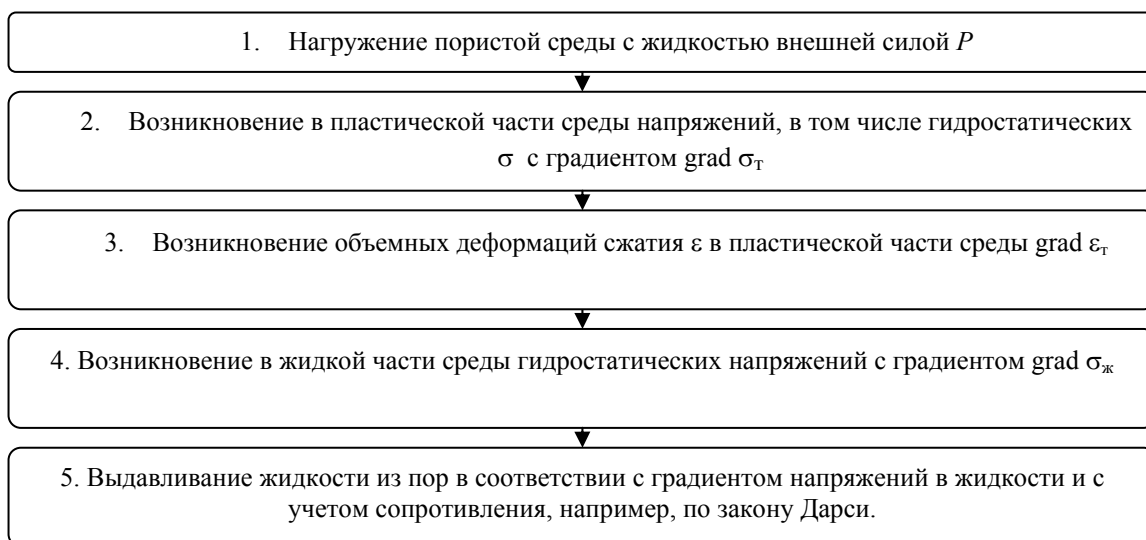 1. Нагружение пористой среды с жидкостью внешней силой P
2. Возникновение в пластической части среды напряжений, в том числе гидростатических
σ с градиентом grad σт
3. Возникновение объемных деформаций сжатия ε в пластической части среды grad εт
4. Возникновение в жидкой части среды гидростатических напряжений с градиентом grad σж
5. Выдавливание жидкости из пор в соответствии с градиентом напряжений в жидкости и с
учетом сопротивления, например, по закону Дарси.